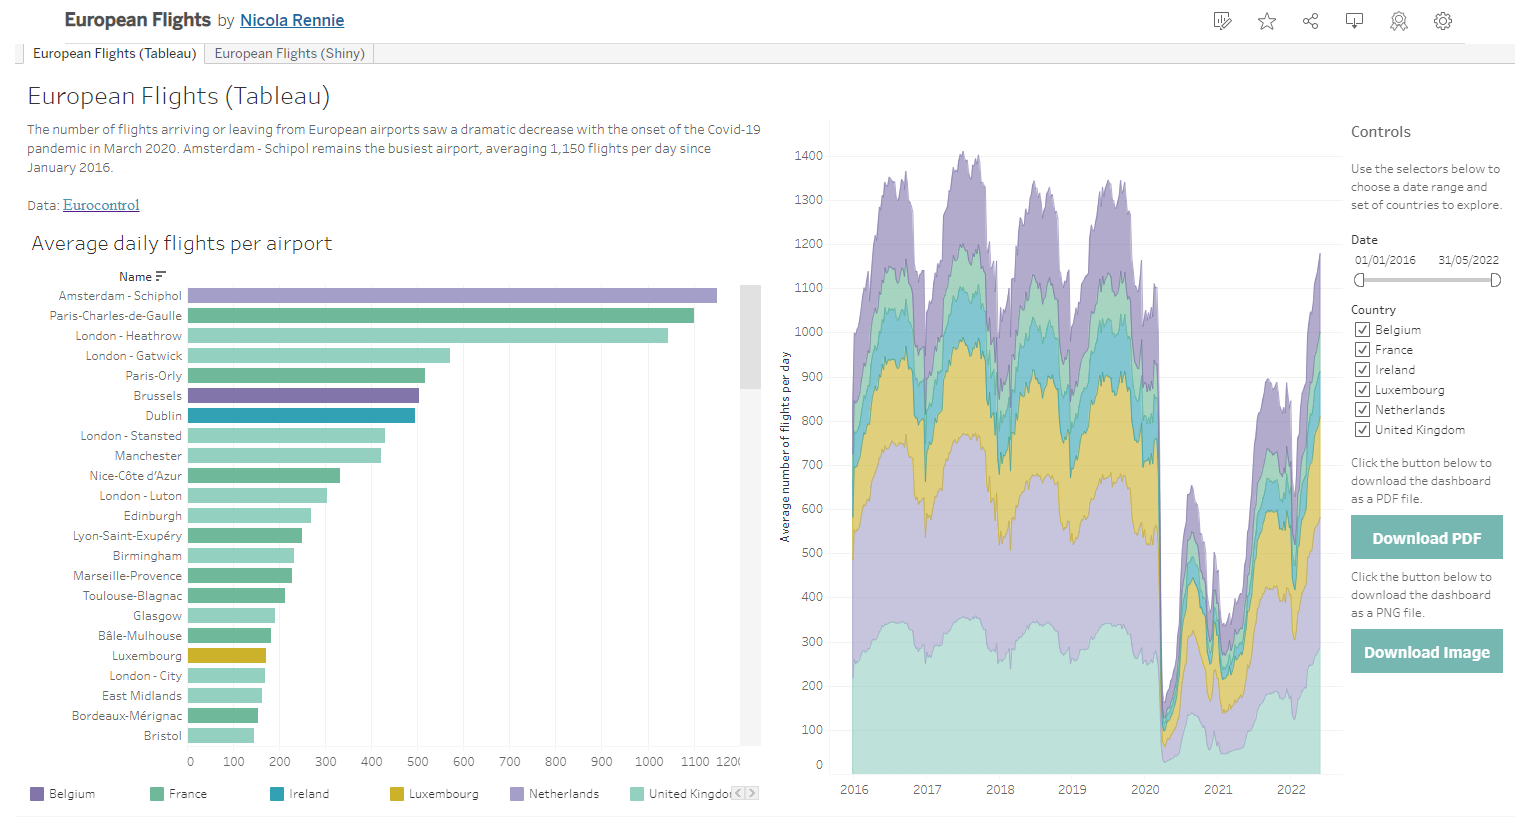 European Flights by Nicola Rennie
European Flights (Tableau)
European Flights (Shiny)
European Flights (Tableau)
The number of flights arriving or leaving from European airports saw a dramatic decrease with the onset of the Covid-19
pandemic in March 2020. Amsterdam - Schipol remains the busiest airport, averaging 1,150 flights per day since
January 2016.
Data: Eurocontrol
Average daily flights per airport
Name
Amsterdam - Schiphol
Paris-Charles-de-Gaulle
London - Heathrow
London - Gatwick
Paris-Orly
Brussels
Dublin
London - Stansted
Manchester
Nice-Côte d'Azur
London - Luton
Edinburgh
Lyon-Saint-Exupéry
Birmingham
Marseille-Provence
Toulouse-Blagnac
Glasgow
Bâle-Mulhouse
Luxembourg
London - City
East Midlands
Bordeaux-Mérignac
Bristol
0 100 200 300 400 500 600 700 800 900 1000 1100 1200
Belgium France Ireland Luxembourg Netherlands United Kingdo
Average number of flights per day
1400
1300
1200
1100
1000
900
800
700
600
500
400
300
200
100
0
2016 2017 2018 2019 2020 2021 2022
Controls
Use the selectors below to
choose a date range and
set of countries to explore.
Date
01/01/2016 31/05/2022
Country
Belgium
France
Ireland
Luxembourg
Netherlands
United Kingdom
Click the button below to
download the dashboard
as a PDF file.
Download PDF
Click the button below to
download the dashboard
as a PNG file.
Download Image